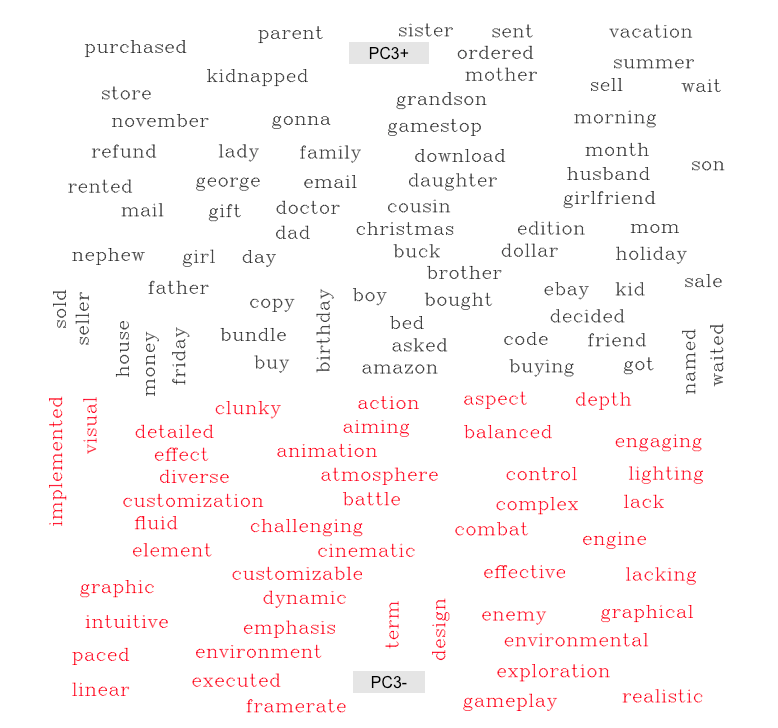 parent sister sent vacation
purchased PC3+ ordered
kidnapped mother summer
store grandson sell wait
november gonna gamestop morning
refund lady family download month son
rented george email daughter husband
mail gift doctor cousin girlfriend
dad christmas edition mom
nephew girl day buck dollar holiday
father brother ebay kid sale
sold seller copy birthday boy bought decided
house money friday bundle bed code friend named waited
buy asked amazon buying got
implemented visual clunky action aspect depth
detailed aiming balanced engaging
effect animation
diverse atmosphere control lighting
customization battle complex lack
fluid challenging combat engine
element cinematic
graphic customizable effective lacking
dynamic
intuitive emphasis term design enemy graphical
paced environment environmental
linear executed PC3- exploration
framerate gameplay realistic